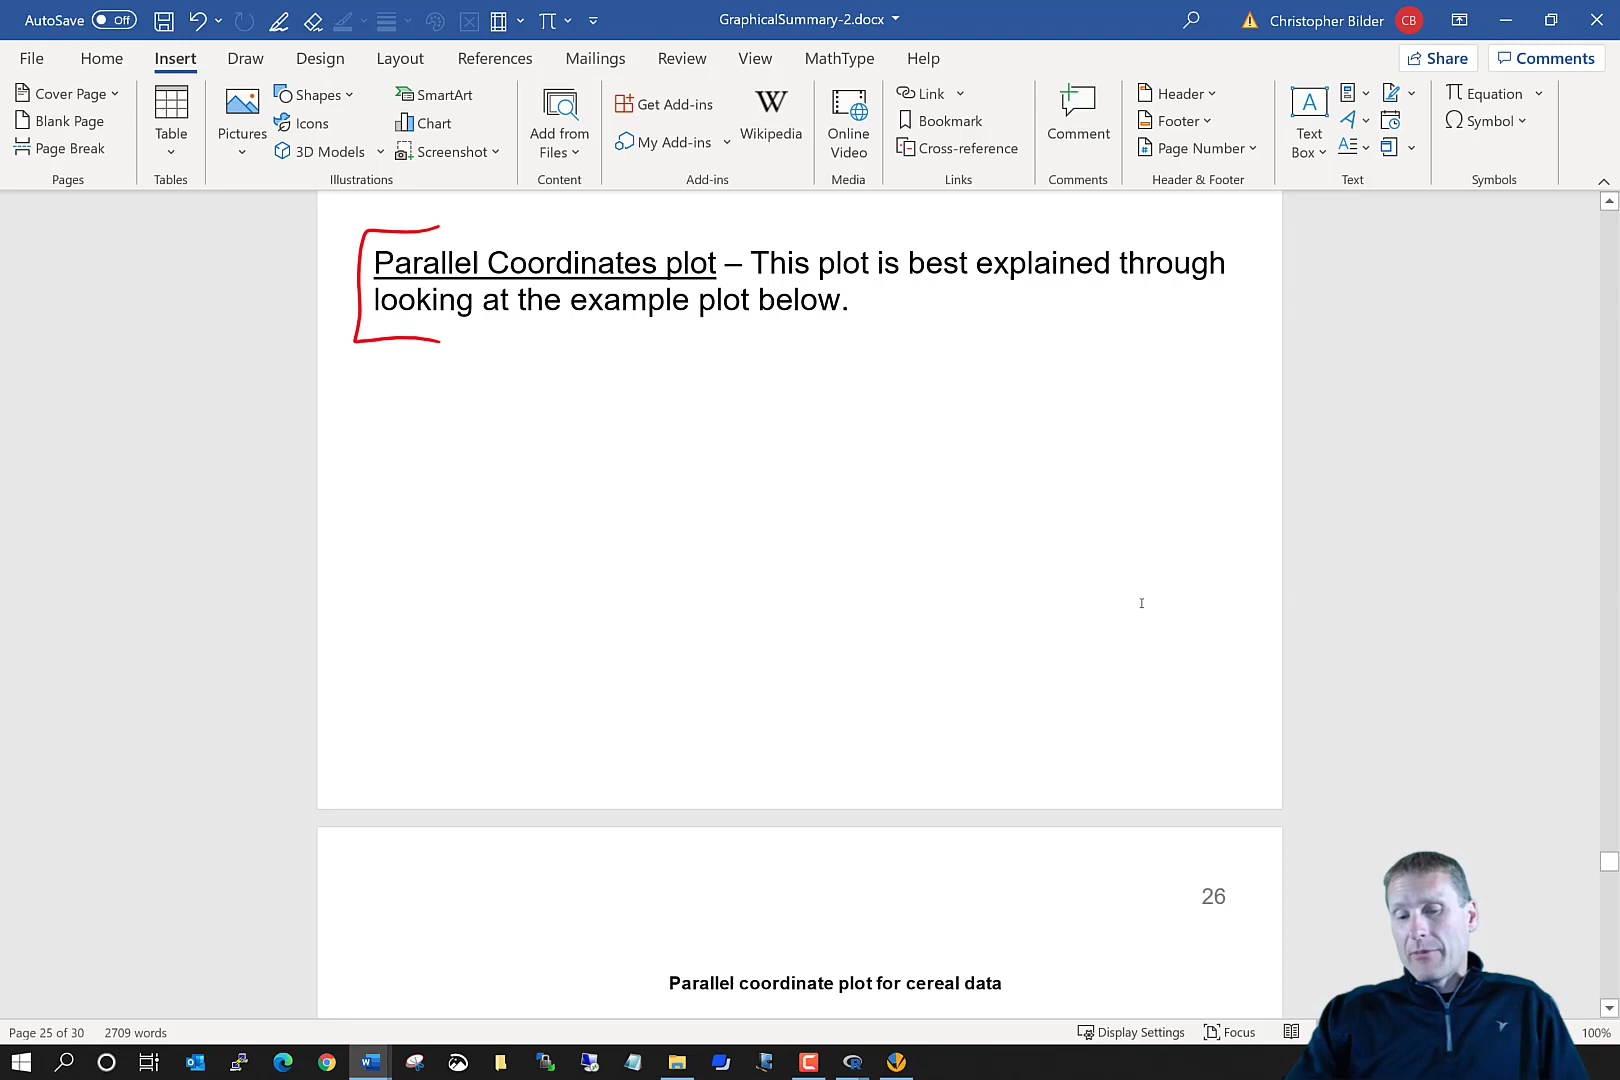 AutoSave Off GraphicalSummary-2.docx Christopher Bilder CB
File Home Insert Draw Design Layout References Mailings Review View MathType Help Share Comments
Cover Page
Blank Page
Page Break
Pages
Table
Tables
Pictures
Shapes
Icons
3D Models
SmartArt
Chart
Screenshot
Illustrations
Add from
Files
Content
Get Add-ins
My Add-ins
W
Wikipedia
Add-ins
Online
Video
Media
Link
Bookmark
Cross-reference
Links
Comment
Comments
Header
Footer
Page Number
Header & Footer
Text
Box
Text
Equation
Symbol
Symbols
Parallel Coordinates plot – This plot is best explained through
looking at the example plot below.
26
Parallel coordinate plot for cereal data
Page 25 of 30 2709 words Display Settings Focus 100%